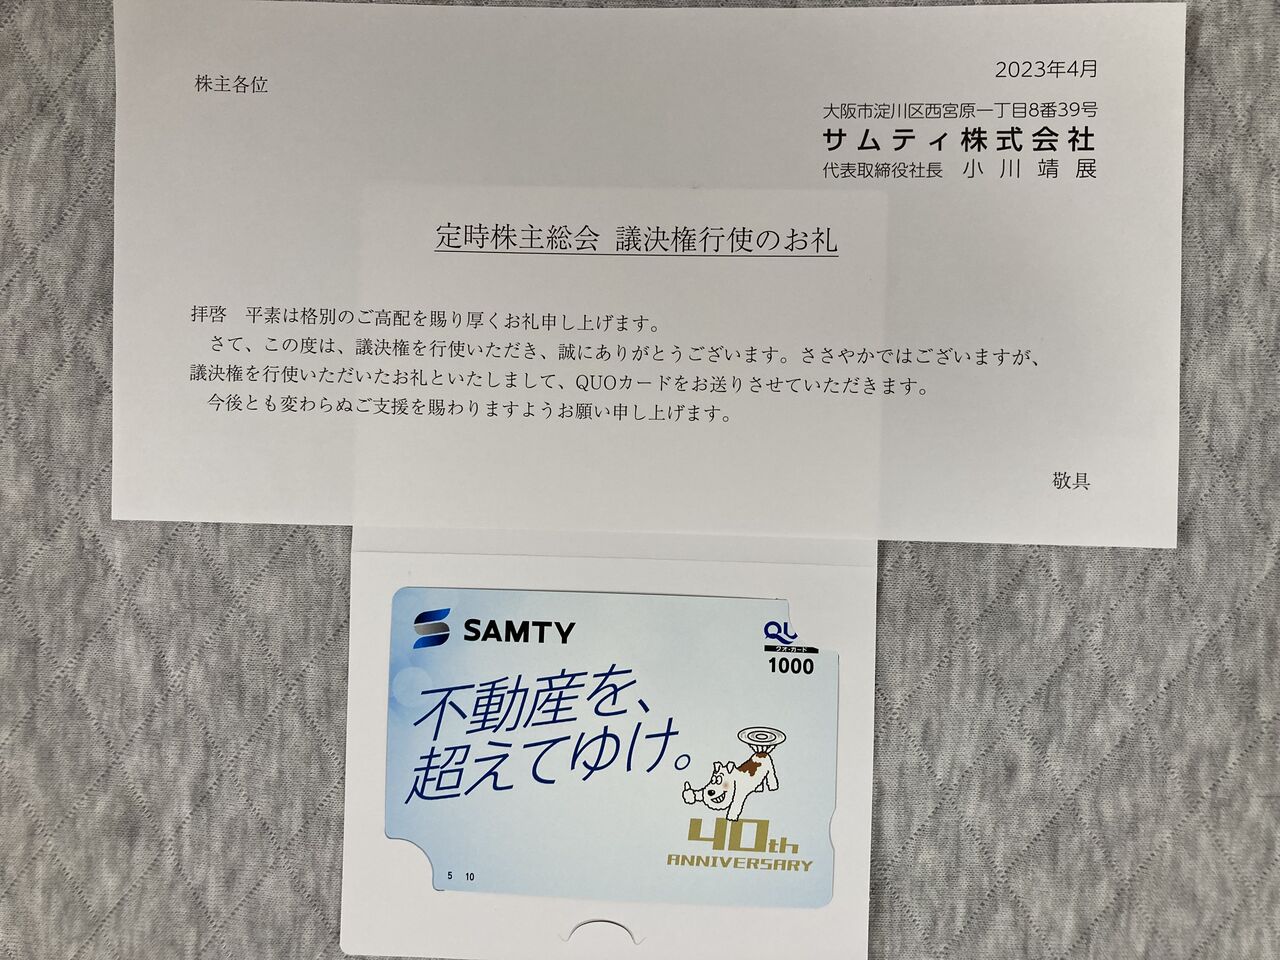 株主各位
2023年4月
大阪市淀川区西宮原一丁目8番39号
サムティ株式会社
代表取締役社長 小川靖展
定時株主総会 議決権行使のお礼
拝啓 平素は格別のご高配を賜り厚くお礼申し上げます。
さて、この度は、議決権を行使いただき、誠にありがとうございます。ささやかではございますが、
議決権を行使いただいたお礼といたしまして、QUOカードをお送りさせていただきます。
今後とも変わらぬご支援を賜わりますようお願い申し上げます。
敬具
SAMTY
QU
クオ・カード
1000
不動産を、
超えてゆけ。
40th
ANNIVERSARY
5 10